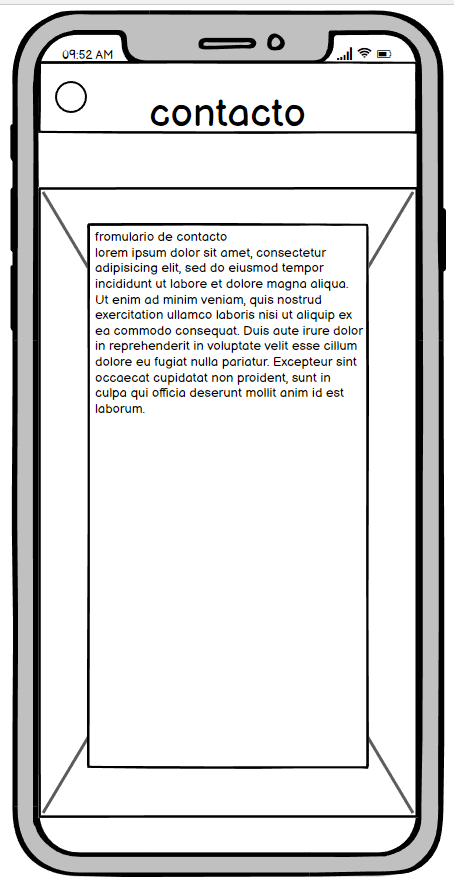 09:52 AM
contacto
fromulario de contacto
lorem ipsum dolor sit amet, consectetur
adipisicing elit, sed do eiusmod tempor
incididunt ut labore et dolore magna aliqua.
Ut enim ad minim veniam, quis nostrud
exercitation ullamco laboris nisi ut aliquip ex
ea commodo consequat. Duis aute irure dolor
in reprehenderit in voluptate velit esse cillum
dolore eu fugiat nulla pariatur. Excepteur sint
occaecat cupidatat non proident, sunt in
culpa qui officia deserunt mollit anim id est
laborum.